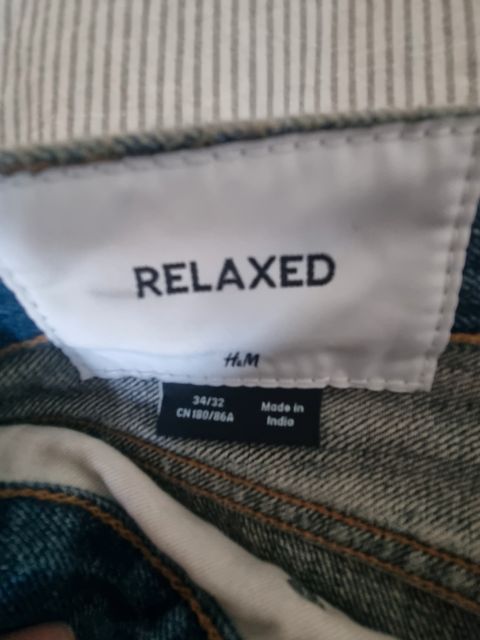 RELAXED
H&M
34/32
CN 180/86A
Made in
India